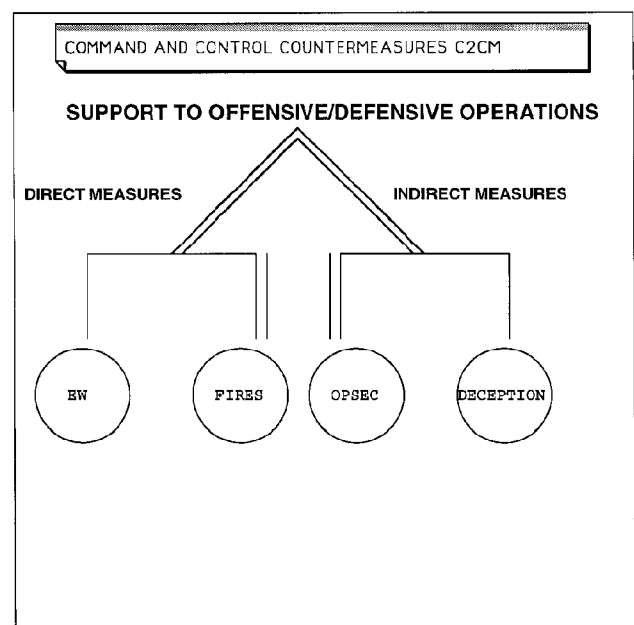 COMMAND AND CONTROL COUNTERMEASURES C2CM
SUPPORT TO OFFENSIVE/DEFENSIVE OPERATIONS
DIRECT MEASURES
INDIRECT MEASURES
EW
FIRES
OPSEC
DECEPTION